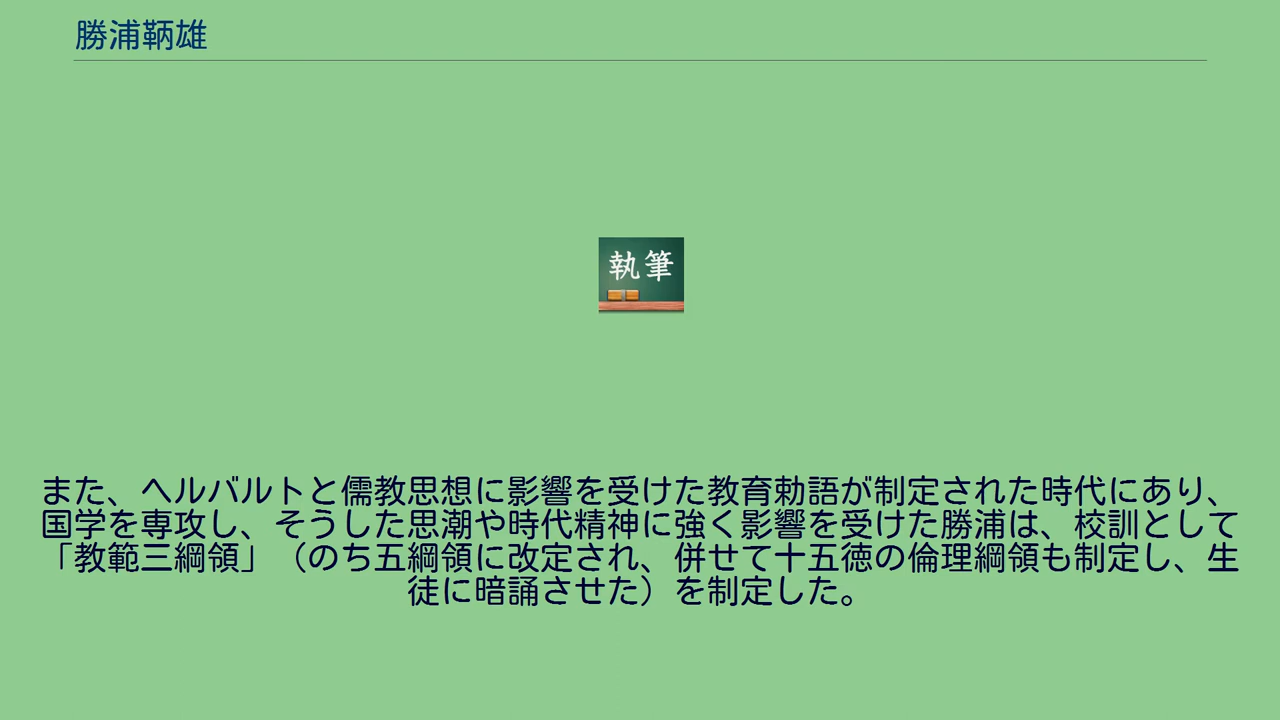 勝浦鞆雄
執筆
また、ヘルバルトと儒教思想に影響を受けた教育勅語が制定された時代にあり、
国学を専攻し、そうした思潮や時代精神に強く影響を受けた勝浦は、校訓として
「教範三綱領」（のち五綱領に改定され、併せて十五徳の倫理綱領も制定し、生
徒に暗誦させた）を制定した。